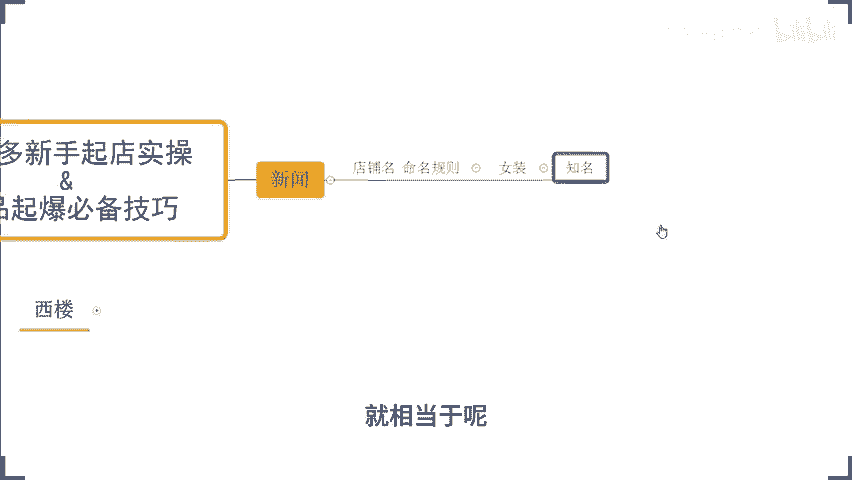 多新手起店实操
&
品起爆必备技巧
新闻
店铺名 命名规则
女装
知名
西楼
就相当于呢
bilibili